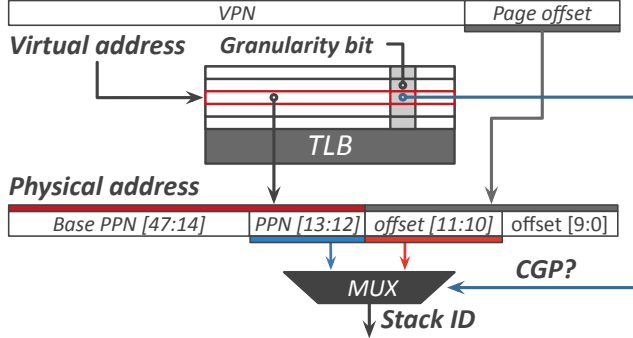 VPN Page offset
Virtual address Granularity bit
TLB
Physical address
Base PPN [47:14] PPN [13:12] offset [11:10] offset [9:0]
CGP?
MUX
Stack ID